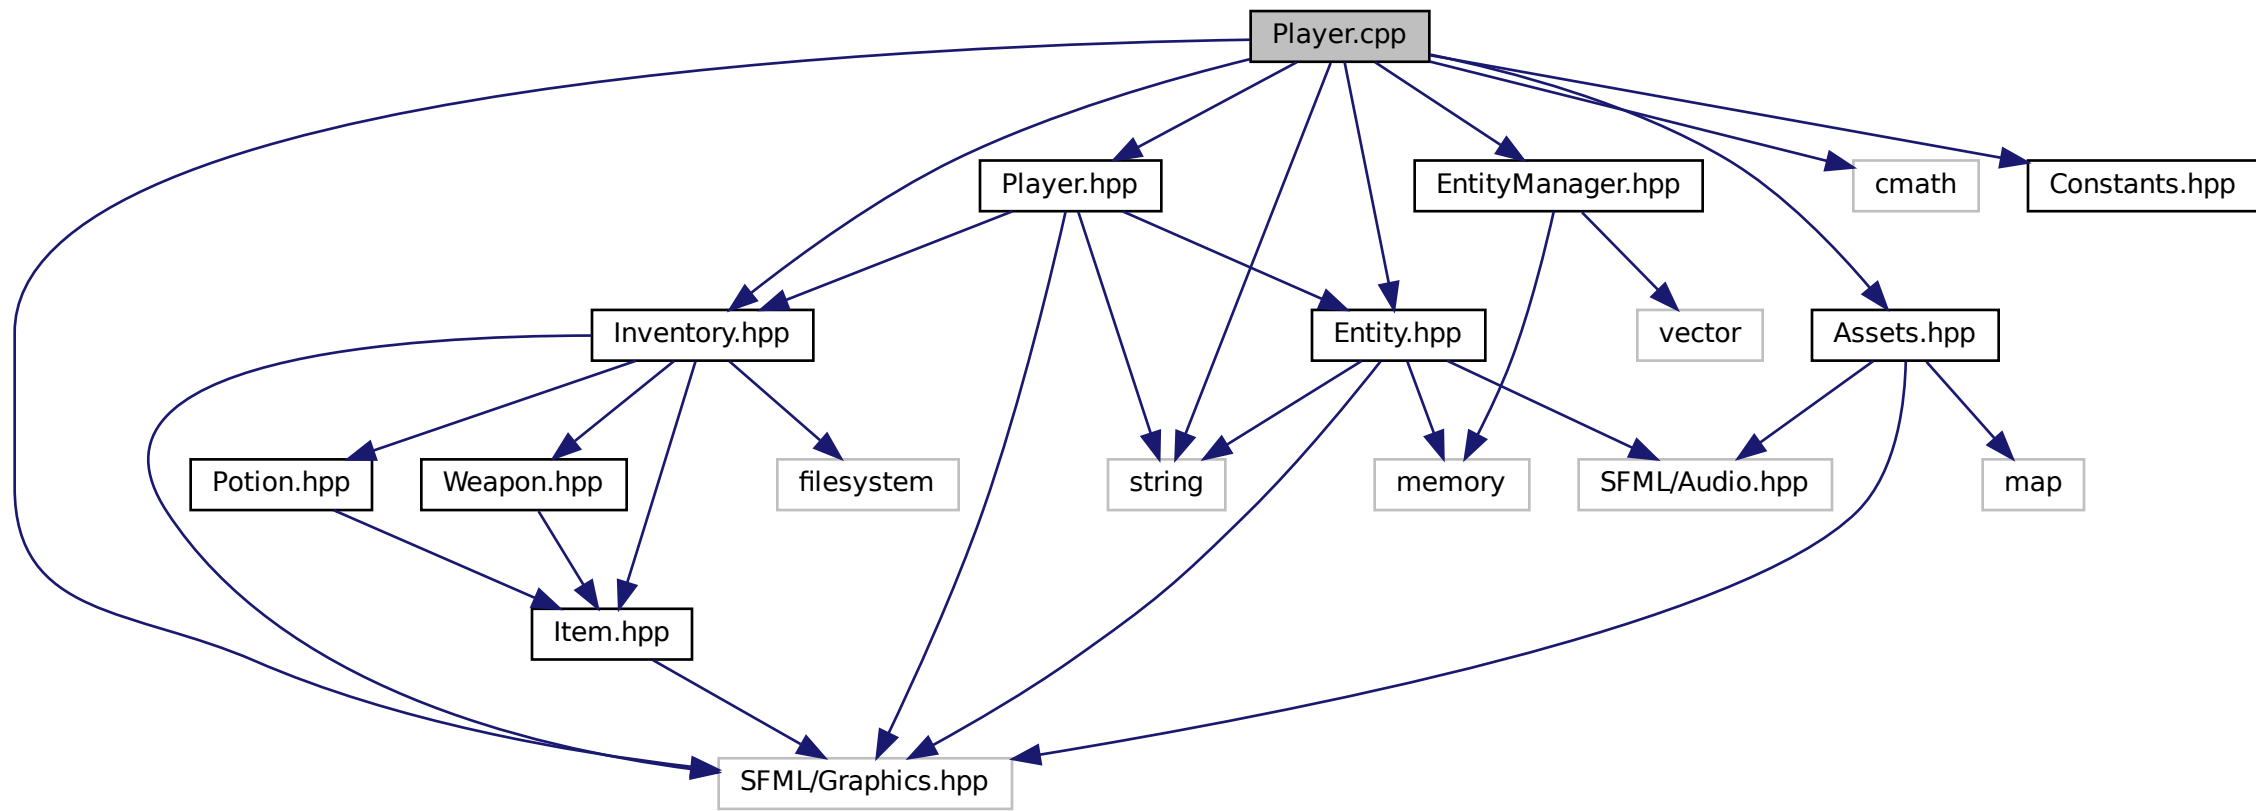 Player.cpp
Player.hpp
EntityManager.hpp
cmath
Constants.hpp
Inventory.hpp
Entity.hpp
vector
Assets.hpp
Potion.hpp
Weapon.hpp
filesystem
string
memory
SFML/Audio.hpp
map
Item.hpp
SFML/Graphics.hpp